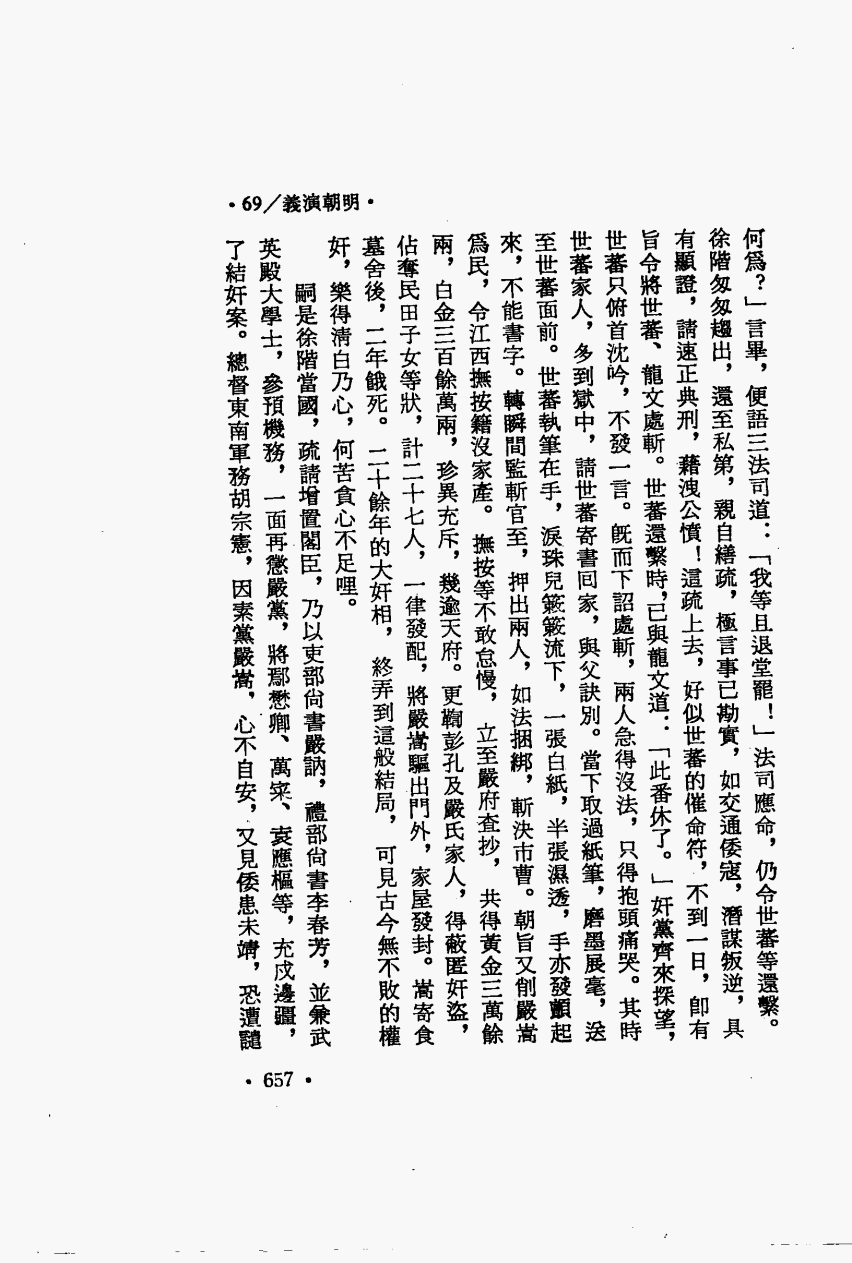 •69/義演朝明•
何爲？」言畢，便語三法司道：「我等且退堂罷！」法司應命，仍令世蕃等還繫。
徐階匆匆趨出，還至私第，親自繕疏，極言事已勘實，如交通倭寇，潛謀叛逆，具
有顯證，請速正典刑，藉洩公憤！這疏上去，好似世蕃的催命符，不到一日，卽有
旨令將世蕃、龍文處斬。世蕃還繫時，已與龍文道：「此番休了。」奸黨齊來探望，
世蕃只俯首沈吟，不發一言。旣而下詔處斬，兩人急得沒法，只得抱頭痛哭。其時
世蕃家人，多到獄中，請世蕃寄書回家，與父訣別。當下取過紙筆，磨墨展毫，送
至世蕃面前。世蕃執筆在手，淚珠兒簌簌流下，一張白紙，半張濕透，手亦發顫起
來，不能書字。轉瞬間監斬官至，押出兩人，如法捆綁，斬決市曹。朝旨又削嚴嵩
爲民，令江西撫按籍沒家產。撫按等不敢怠慢，立至嚴府查抄，共得黃金三萬餘
兩，白金三百餘萬兩，珍異充斥，幾逾天府。更鞫彭孔及嚴氏家人，得蔽匿奸盜，
佔奪民田子女等狀，計二十七人，一律發配，將嚴嵩驅出門外，家屋發封。嵩寄食
墓舍後，二年餓死。二十餘年的大奸相，終弄到這般結局，可見古今無不敗的權
奸，樂得淸白乃心，何苦貪心不足哩。
嗣是徐階當國，疏請增置閣臣，乃以吏部尙書嚴訥，禮部尙書李春芳，並兼武
英殿大學士，參預機務，一面再懲嚴黨，將鄢懋卿、萬寀、袁應樞等，充戍邊疆，
了結奸案。總督東南軍務胡宗憲，因素黨嚴嵩，心不自安，又見倭患未靖，恐遭譴
•657•